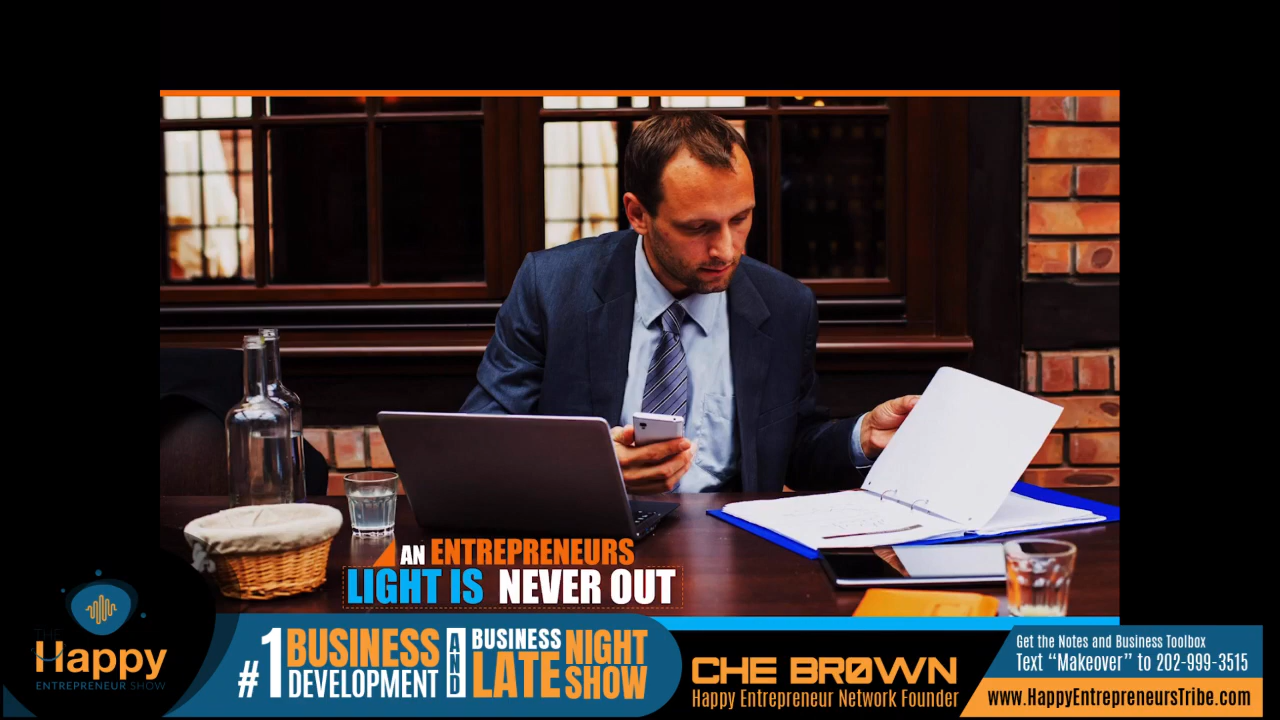 AN ENTREPRENEURS
LIGHT IS NEVER OUT
THE
Happy
ENTREPRENEUR SHOW
#1 BUSINESS DEVELOPMENT
AND
BUSINESS LATE NIGHT SHOW
CHE BROWN
Happy Entrepreneur Network Founder
Get the Notes and Business Toolbox
Text “Makeover” to 202-999-3515
www.HappyEntrepreneursTribe.com